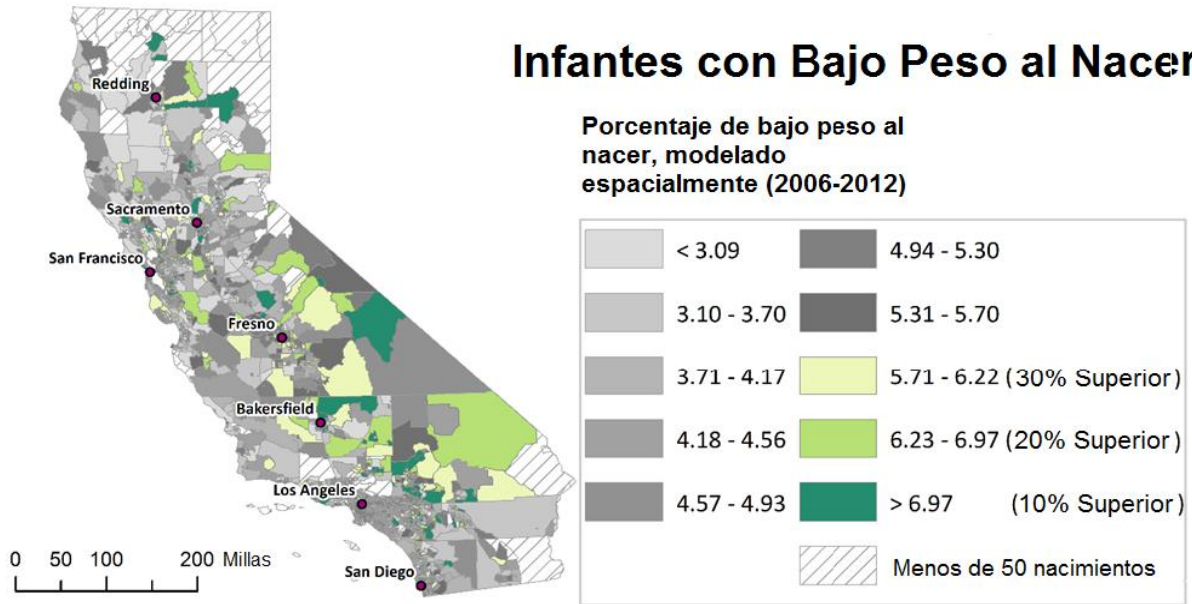 Infantes con Bajo Peso al Nacer
Porcentaje de bajo peso al
nacer, modelado
espacialmente (2006-2012)
< 3.09
3.10 - 3.70
3.71 - 4.17
4.18 - 4.56
4.57 - 4.93
4.94 - 5.30
5.31 - 5.70
5.71 - 6.22 (30% Superior)
6.23 - 6.97 (20% Superior)
> 6.97 (10% Superior)
Menos de 50 nacimientos
Redding
Sacramento
San Francisco
Fresno
Bakersfield
Los Angeles
San Diego
0 50 100 200 Millas